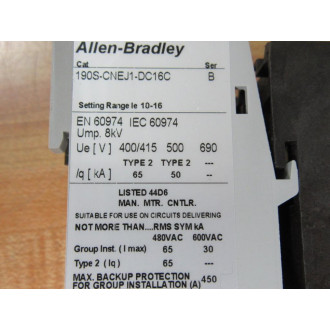 Allen-Bradley
Cat Ser
190S-CNEJ1-DC16C B
Setting Range Ie 10-16
EN 60974 IEC 60974
Ump. 8kV
Ue [ V ] 400/415 500 690
TYPE 2 TYPE 2 ---
Iq [ kA ] 65 50 ---
LISTED 44D6
MAN. MTR. CNTLR.
SUITABLE FOR USE ON CIRCUITS DELIVERING
NOT MORE THAN....RMS SYM kA
480VAC 600VAC
Group Inst. ( I max) 65 30
Type 2 ( Iq ) 65 ---
MAX. BACKUP PROTECTION 450
FOR GROUP INSTALLATION (A)